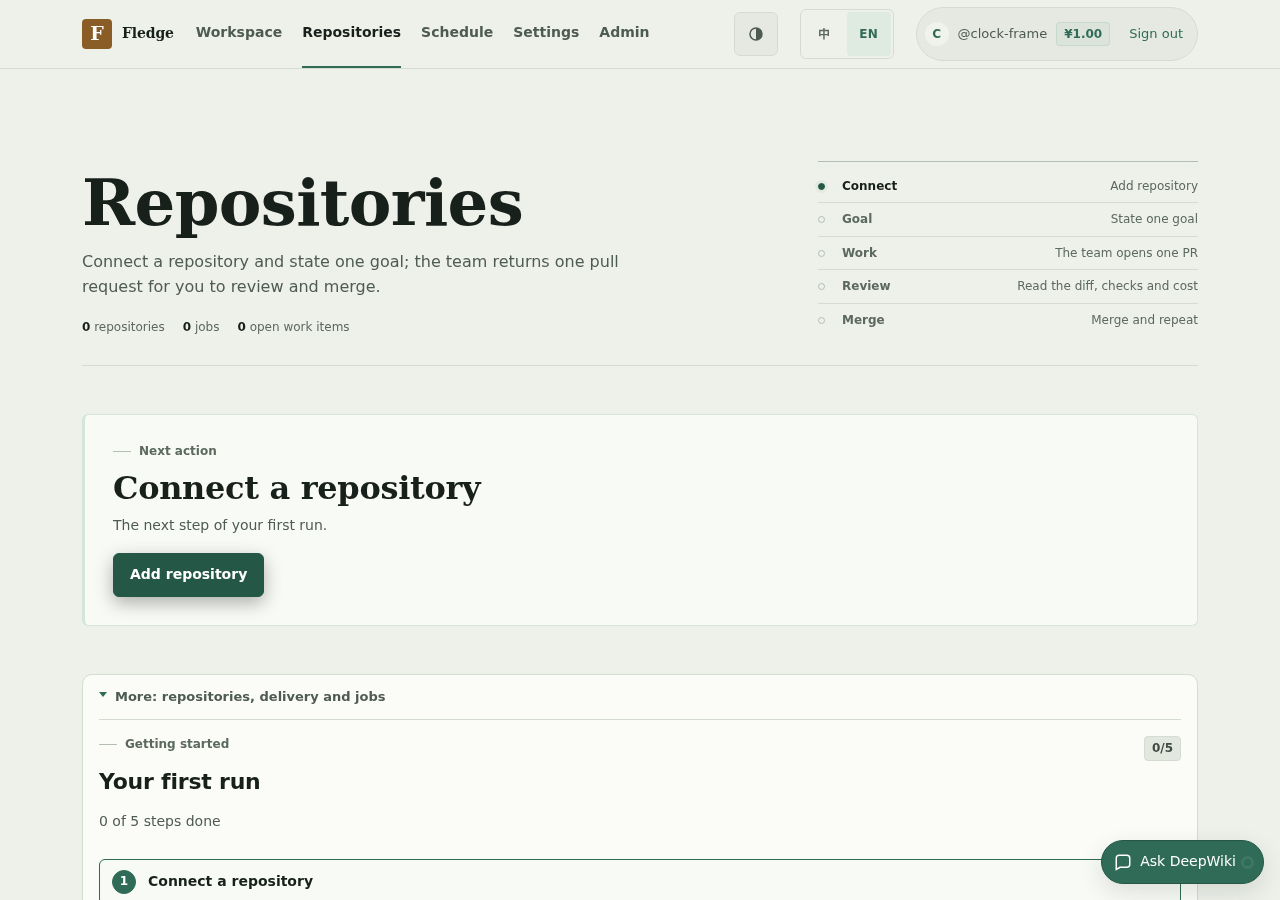 F Fledge Workspace Repositories Schedule Settings Admin 中 EN C @clock-frame ¥1.00 Sign out
Repositories
Connect a repository and state one goal; the team returns one pull
request for you to review and merge.
0 repositories 0 jobs 0 open work items
Connect Add repository
Goal State one goal
Work The team opens one PR
Review Read the diff, checks and cost
Merge Merge and repeat
Next action
Connect a repository
The next step of your first run.
Add repository
More: repositories, delivery and jobs
Getting started 0/5
Your first run
0 of 5 steps done
1 Connect a repository
Ask DeepWiki